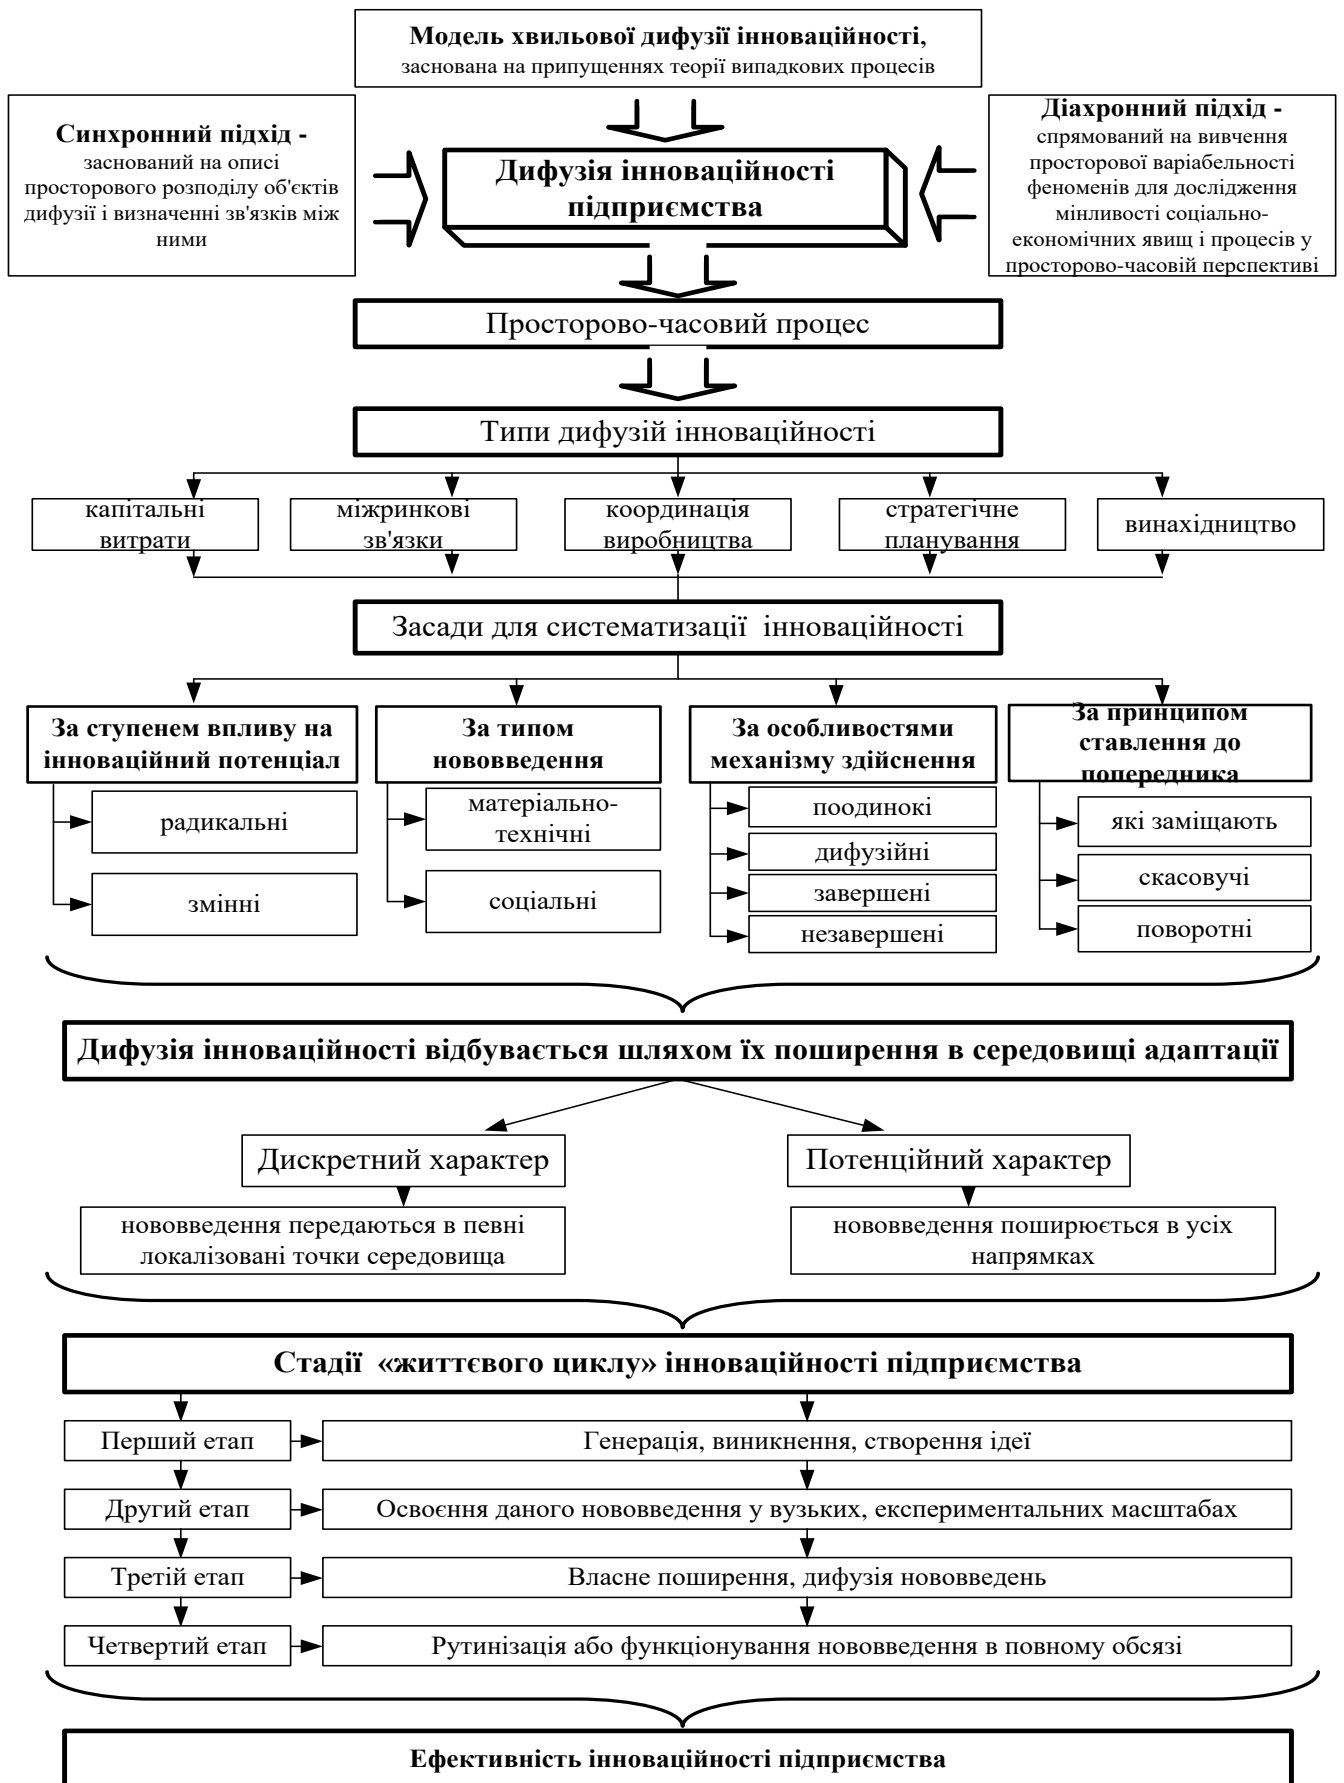 Модель хвильової дифузії інноваційності,
заснована на припущеннях теорії випадкових процесів
Синхронний підхід -
заснований на описі
просторового розподілу об'єктів
дифузії і визначенні зв'язків між
ними
Дифузія інноваційності
підприємства
Діахронний підхід -
спрямований на вивчення
просторової варіабельності
феноменів для дослідження
мінливості соціально-
економічних явищ і процесів у
просторово-часовій перспективі
Просторово-часовий процес
Типи дифузій інноваційності
капітальні
витрати
міжринкові
зв'язки
координація
виробництва
стратегічне
планування
винахідництво
Засади для систематизації інноваційності
За ступенем впливу на
інноваційний потенціал
радикальні
змінні
За типом
нововведення
матеріально-
технічні
соціальні
За особливостями
механізму здійснення
поодинокі
дифузійні
завершені
незавершені
За принципом
ставлення до
попередника
які заміщають
скасовучі
поворотні
Дифузія інноваційності відбувається шляхом їх поширення в середовищі адаптації
Дискретний характер
нововведення передаються в певні
локалізовані точки середовища
Потенційний характер
нововведення поширюється в усіх
напрямках
Стадії «життєвого циклу» інноваційності підприємства
Перший етап
Генерація, виникнення, створення ідеї
Другий етап
Освоєння даного нововведення у вузьких, експериментальних масштабах
Третій етап
Власне поширення, дифузія нововведень
Четвертий етап
Рутинізація або функціонування нововведення в повному обсязі
Ефективність інноваційності підприємства